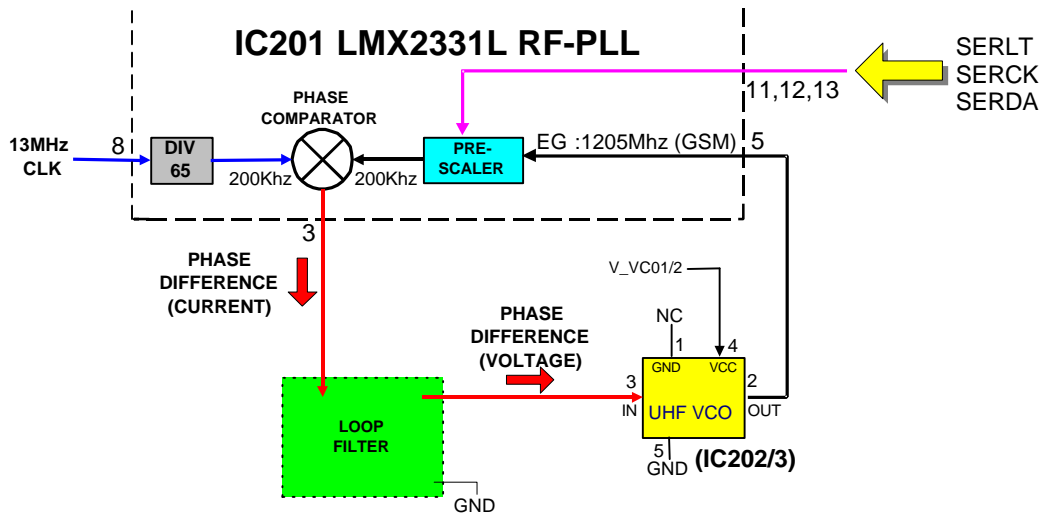 IC201 LMX2331L RF-PLL
SERLT
SERCK
SERDA
11,12,13
PHASE
COMPARATOR
13MHz
CLK
8
DIV
65
200Khz
200Khz
PRE-
SCALER
EG :1205Mhz (GSM)
5
3
PHASE
DIFFERENCE
(CURRENT)
V_VC01/2
PHASE
DIFFERENCE
(VOLTAGE)
NC
1
4
GND
VCC
3
2
IN
UHF VCO
OUT
5
GND
(IC202/3)
LOOP
FILTER
GND